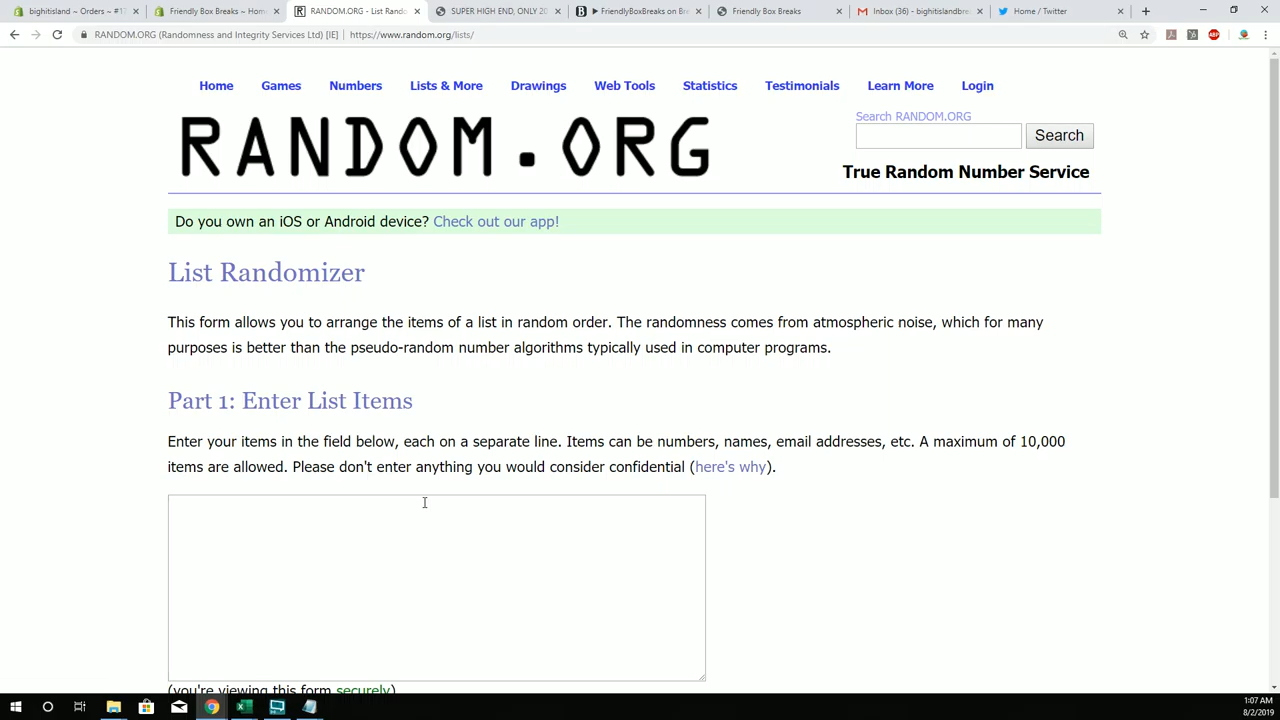 bighitisland ~ Orders ~ #17
Friendly Box Breaks ~ Home
RANDOM.ORG - List Rando
SUPER HIGH END, ONLY 20
FriendlyBoxBreaks on Bre
Friendly Box Breaks
Inbox (36) - bighitislandbre
Home / Twitter
RANDOM.ORG (Randomness and Integrity Services Ltd) [IE] | https://www.random.org/lists/
ABP
Home Games Numbers Lists & More Drawings Web Tools Statistics Testimonials Learn More Login
RANDOM.ORG
Search RANDOM.ORG
Search
True Random Number Service
Do you own an iOS or Android device? Check out our app!
List Randomizer
This form allows you to arrange the items of a list in random order. The randomness comes from atmospheric noise, which for many
purposes is better than the pseudo-random number algorithms typically used in computer programs.
Part 1: Enter List Items
Enter your items in the field below, each on a separate line. Items can be numbers, names, email addresses, etc. A maximum of 10,000
items are allowed. Please don't enter anything you would consider confidential (here's why).
(you're viewing this form securely)
1:07 AM
8/2/2019